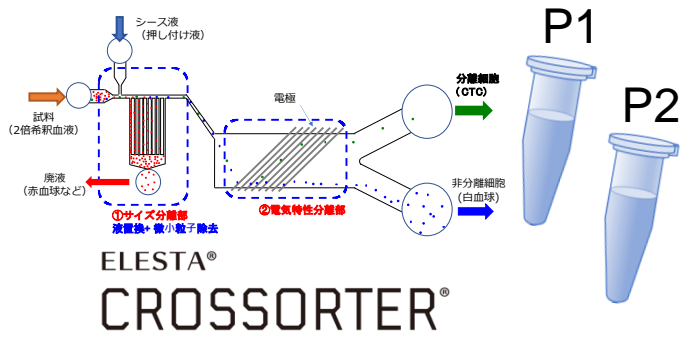 シース液
（押し付け液）
試料
（2倍希釈血液）
廃液
（赤血球など）
①サイズ分離部
液置換+ 微小粒子除去
電極
②電気特性分離部
分離細胞
（CTC）
非分離細胞
(白血球)
P1
P2
ELESTA®
CROSSORTER®